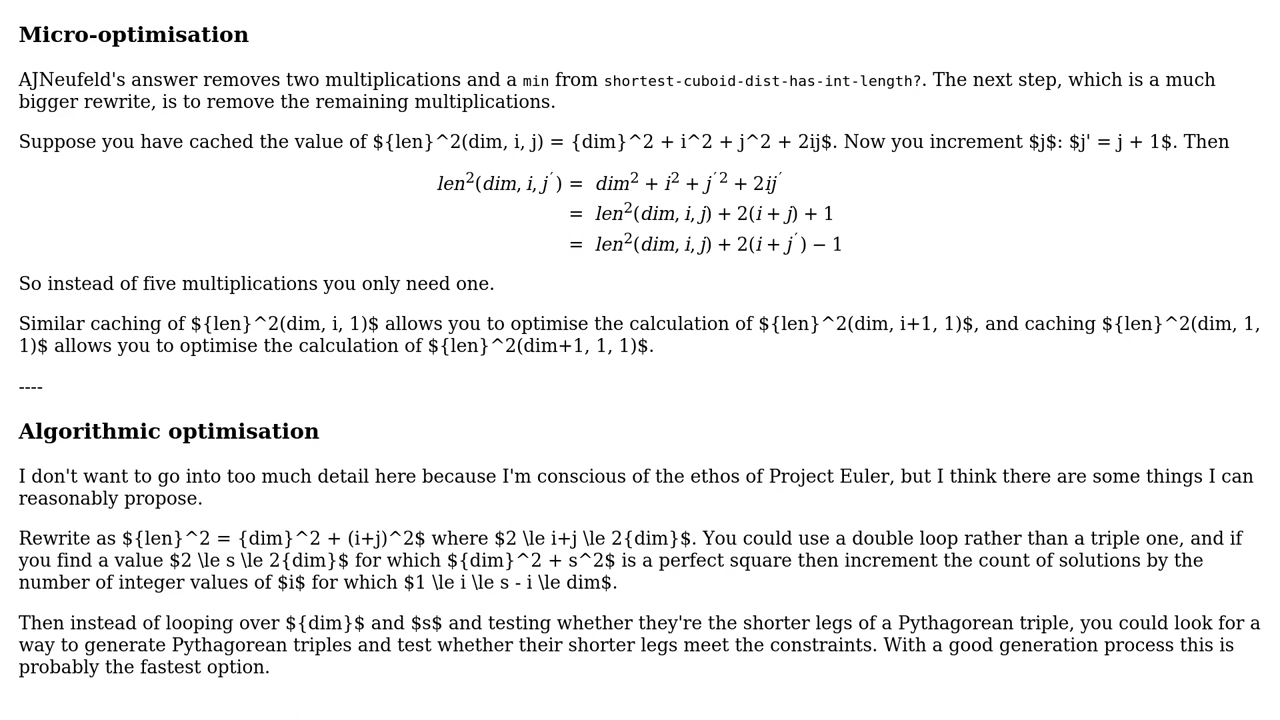 Micro-optimisation
AJNeufeld's answer removes two multiplications and a min from shortest-cuboid-dist-has-int-length?. The next step, which is a much
bigger rewrite, is to remove the remaining multiplications.
Suppose you have cached the value of ${len}^2(dim, i, j) = {dim}^2 + i^2 + j^2 + 2ij$. Now you increment $j$: $j' = j + 1$. Then
len²(dim, i, j′) = dim² + i² + j′² + 2ij′
= len²(dim, i, j) + 2(i + j) + 1
= len²(dim, i, j) + 2(i + j′) − 1
So instead of five multiplications you only need one.
Similar caching of ${len}^2(dim, i, 1)$ allows you to optimise the calculation of ${len}^2(dim, i+1, 1)$, and caching ${len}^2(dim, 1,
1)$ allows you to optimise the calculation of ${len}^2(dim+1, 1, 1)$.
----
Algorithmic optimisation
I don't want to go into too much detail here because I'm conscious of the ethos of Project Euler, but I think there are some things I can
reasonably propose.
Rewrite as ${len}^2 = {dim}^2 + (i+j)^2$ where $2 \le i+j \le 2{dim}$. You could use a double loop rather than a triple one, and if
you find a value $2 \le s \le 2{dim}$ for which ${dim}^2 + s^2$ is a perfect square then increment the count of solutions by the
number of integer values of $i$ for which $1 \le i \le s - i \le dim$.
Then instead of looping over ${dim}$ and $s$ and testing whether they're the shorter legs of a Pythagorean triple, you could look for a
way to generate Pythagorean triples and test whether their shorter legs meet the constraints. With a good generation process this is
probably the fastest option.